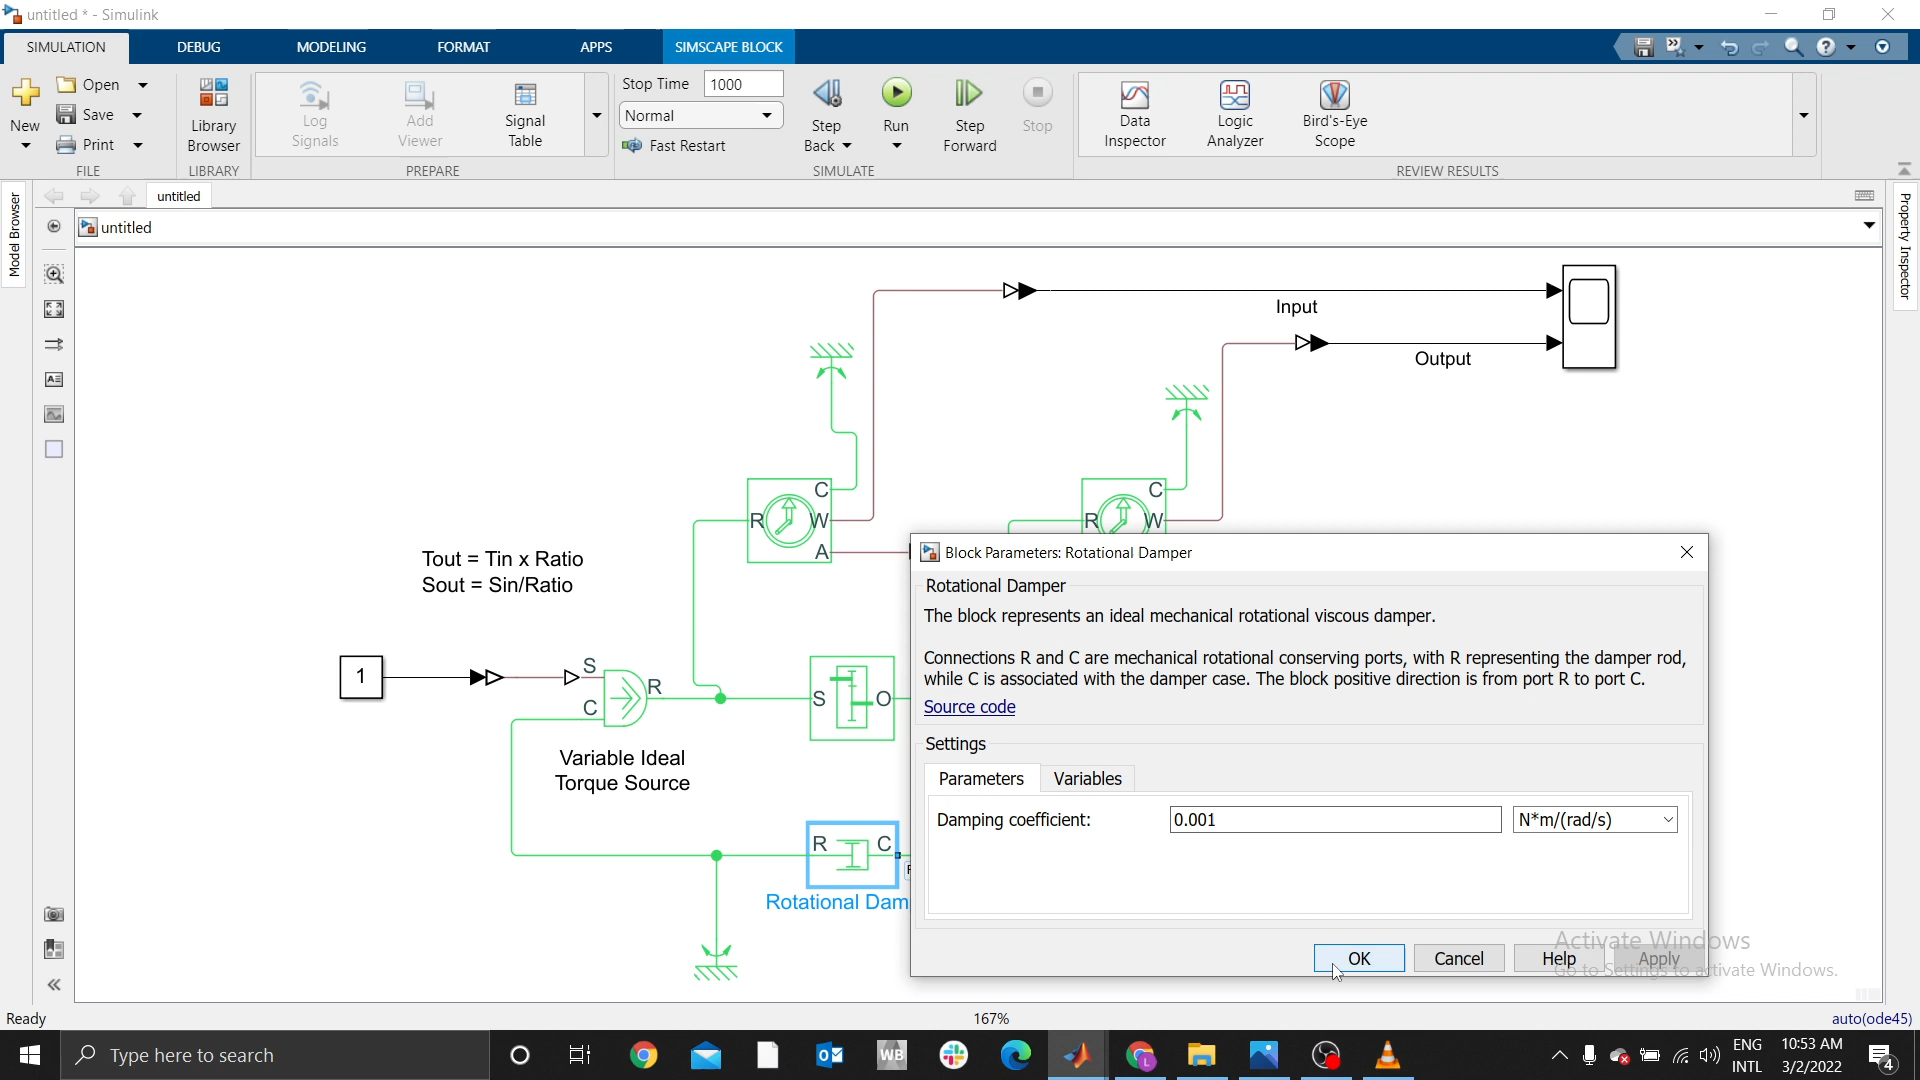 untitled * - Simulink
SIMULATION
DEBUG
MODELING
FORMAT
APPS
SIMSCAPE BLOCK
New
Open
Save
Print
FILE
Library
Browser
LIBRARY
Log
Signals
Add
Viewer
Signal
Table
PREPARE
Stop Time
1000
Normal
Fast Restart
Step
Back
Run
Step
Forward
Stop
SIMULATE
Data
Inspector
Logic
Analyzer
Bird's-Eye
Scope
REVIEW RESULTS
Model Browser
untitled
untitled
Property Inspector
Input
Output
R
C
W
A
R
C
W
Tout = Tin x Ratio
Sout = Sin/Ratio
1
S
C
R
Variable Ideal
Torque Source
S
O
R
C
Rotational Dam
Block Parameters: Rotational Damper
Rotational Damper
The block represents an ideal mechanical rotational viscous damper.
Connections R and C are mechanical rotational conserving ports, with R representing the damper rod,
while C is associated with the damper case. The block positive direction is from port R to port C.
Source code
Settings
Parameters
Variables
Damping coefficient:
0.001
N*m/(rad/s)
OK
Cancel
Help
Apply
Activate Windows
Go to Settings to activate Windows.
Ready
167%
auto(ode45)
Type here to search
WB
L
ENG
INTL
10:53 AM
3/2/2022
4